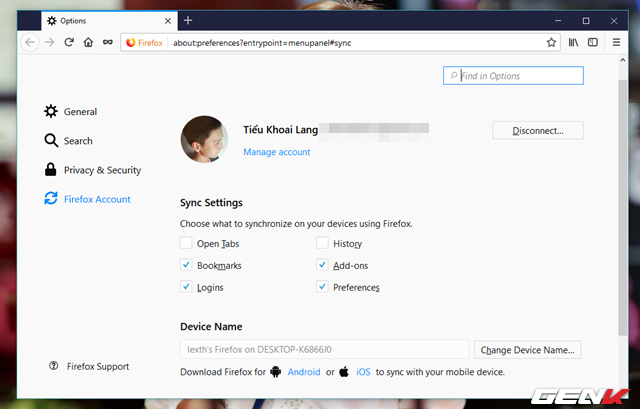 Options
Firefox
about:preferences?entrypoint=menupanel#sync
Find in Options
General
Search
Privacy & Security
Firefox Account
Firefox Support
Tiểu Khoai Lang
Manage account
Disconnect...
Sync Settings
Choose what to synchronize on your devices using Firefox.
Open Tabs
History
Bookmarks
Add-ons
Logins
Preferences
Device Name
lexth's Firefox on DESKTOP-K6866J0
Change Device Name...
Download Firefox for Android or iOS to sync with your mobile device.
GENK